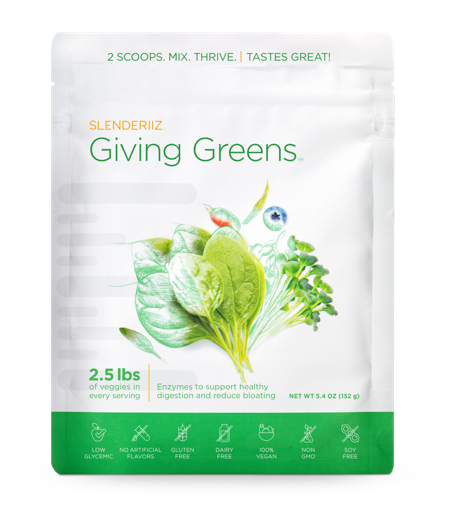 2 SCOOPS. MIX. THRIVE. | TASTES GREAT!
SLENDERIIZ
Giving Greens™
2.5 lbs
of veggies in
every serving
Enzymes to support healthy
digestion and reduce bloating
NET WT 5.4 OZ (152 g)
LOW
GLYCEMIC
NO ARTIFICIAL
FLAVORS
GLUTEN
FREE
DAIRY
FREE
100%
VEGAN
NON
GMO
SOY
FREE